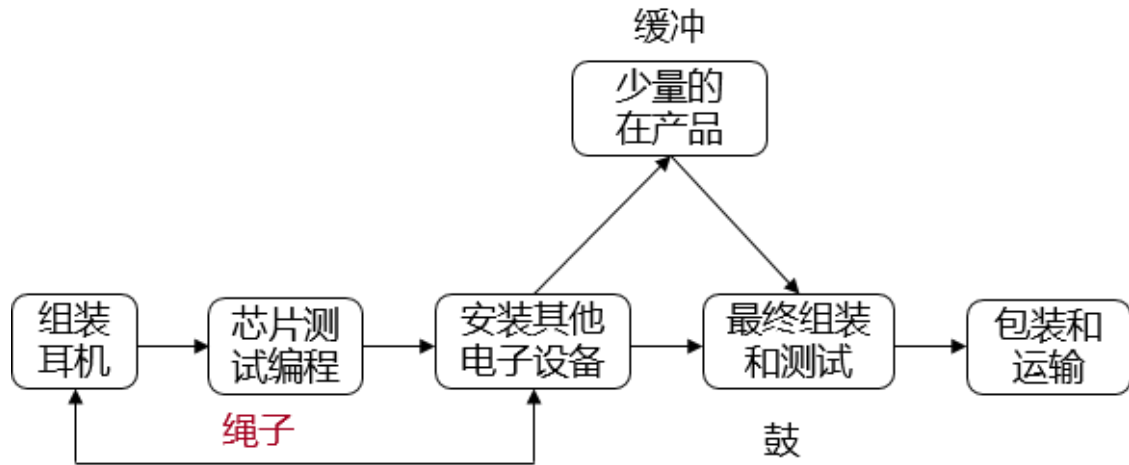 缓冲
少量的
在产品
组装
耳机
芯片测
试编程
安装其他
电子设备
最终组装
和测试
包装和
运输
绳子
鼓